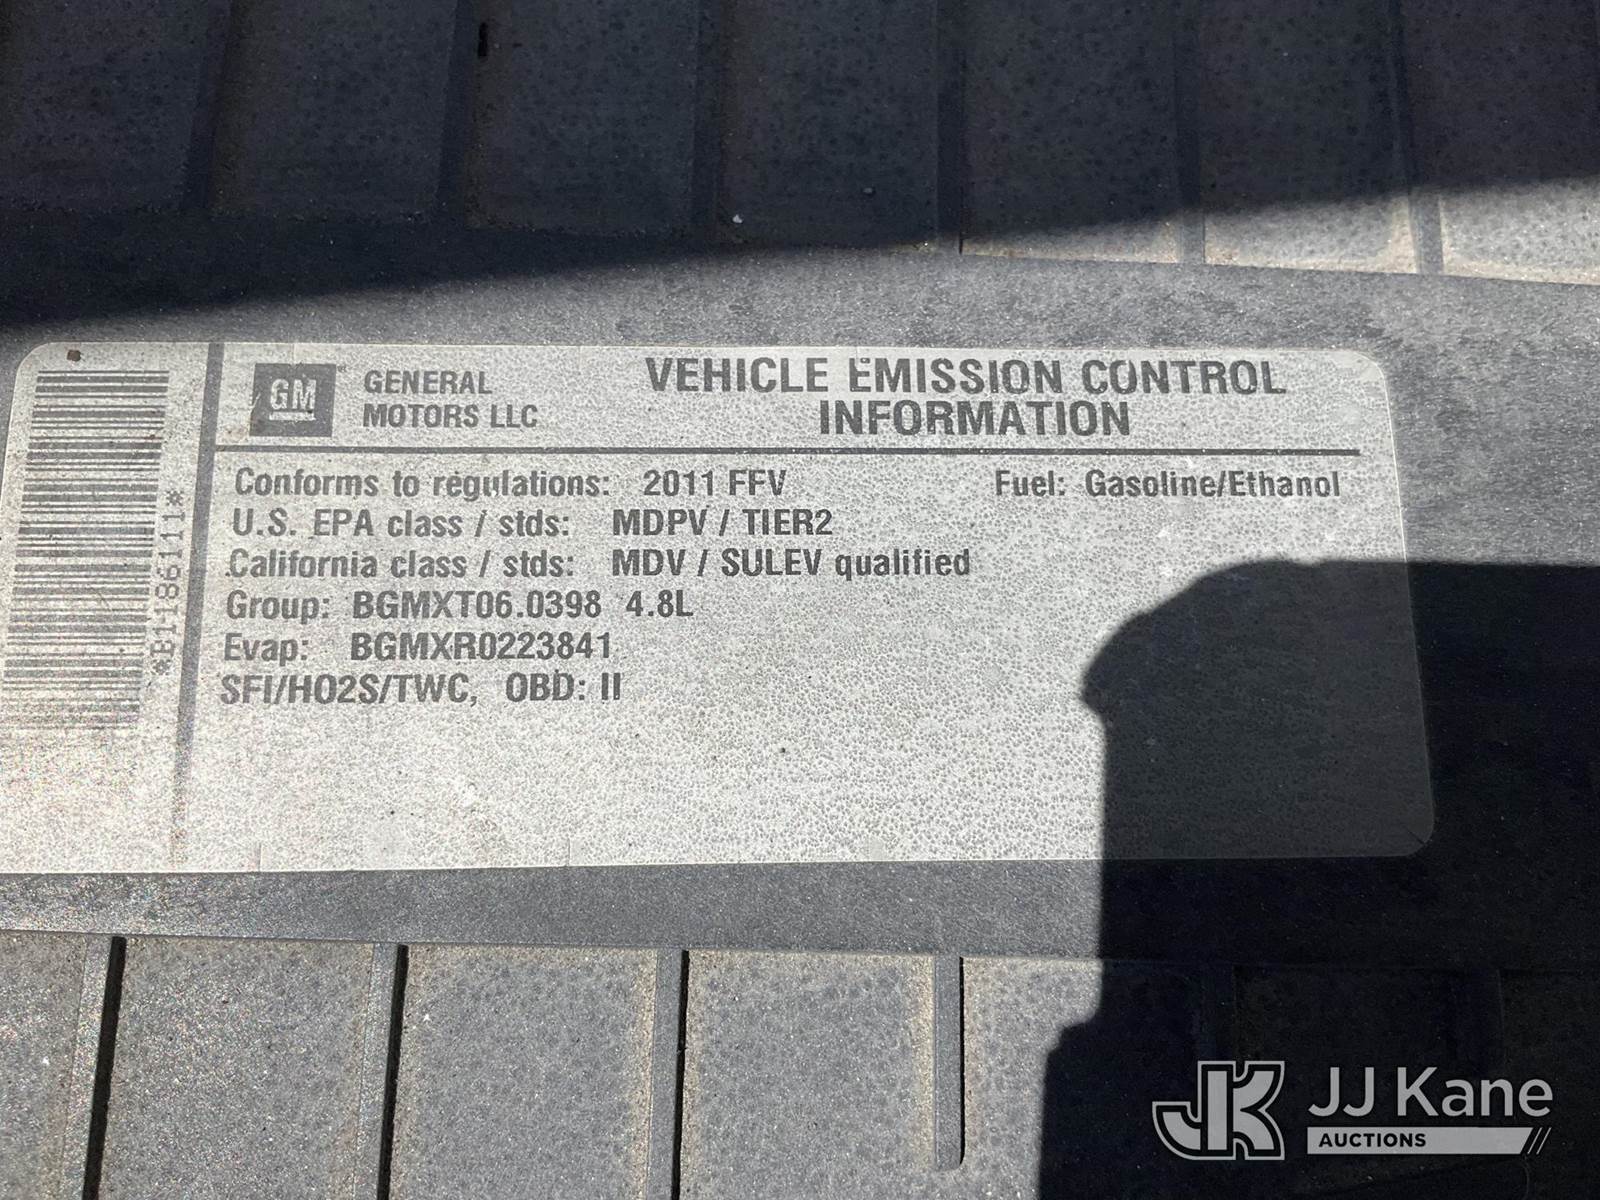 GM
GENERAL
MOTORS LLC
VEHICLE EMISSION CONTROL
INFORMATION
Conforms to regulations: 2011 FFV Fuel: Gasoline/Ethanol
U.S. EPA class / stds: MDPV / TIER2
California class / stds: MDV / SULEV qualified
Group: BGMXT06.0398 4.8L
Evap: BGMXR0223841
SFI/HO2S/TWC, OBD: II
*B1186111*
JK JJ Kane
AUCTIONS